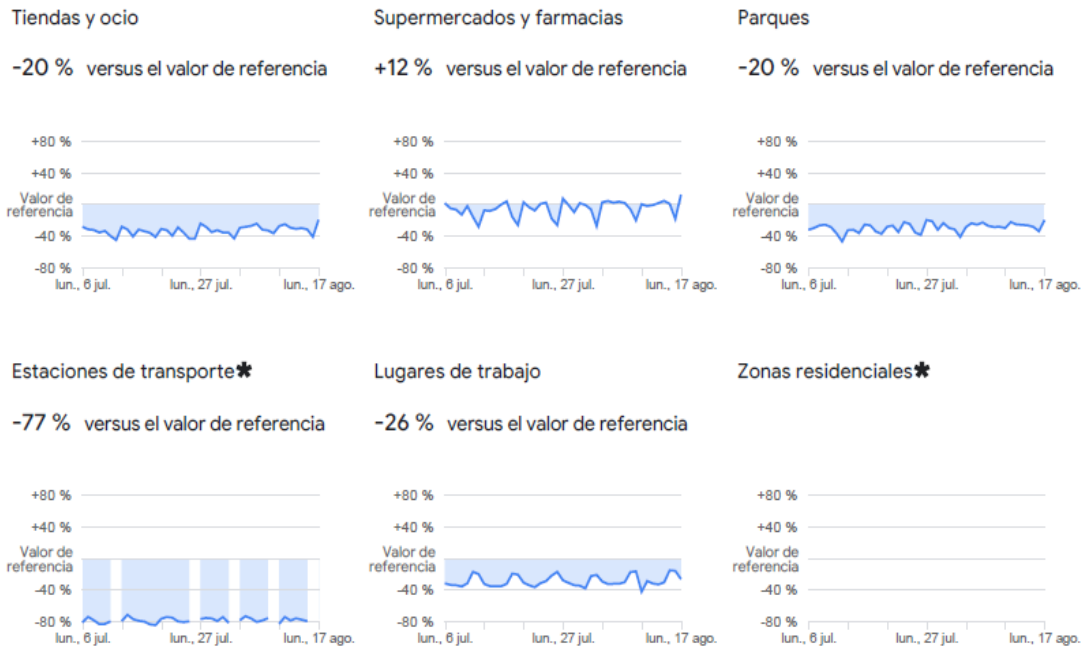 Tiendas y ocio
-20 % versus el valor de referencia
+80 %
+40 %
Valor de
referencia
-40 %
-80 %
lun., 6 jul.
lun., 27 jul.
lun., 17 ago.
Supermercados y farmacias
+12 % versus el valor de referencia
+80 %
+40 %
Valor de
referencia
-40 %
-80 %
lun., 6 jul.
lun., 27 jul.
lun., 17 ago.
Parques
-20 % versus el valor de referencia
+80 %
+40 %
Valor de
referencia
-40 %
-80 %
lun., 6 jul.
lun., 27 jul.
lun., 17 ago.
Estaciones de transporte✱
-77 % versus el valor de referencia
+80 %
+40 %
Valor de
referencia
-40 %
-80 %
lun., 6 jul.
lun., 27 jul.
lun., 17 ago.
Lugares de trabajo
-26 % versus el valor de referencia
+80 %
+40 %
Valor de
referencia
-40 %
-80 %
lun., 6 jul.
lun., 27 jul.
lun., 17 ago.
Zonas residenciales✱
+80 %
+40 %
Valor de
referencia
-40 %
-80 %
lun., 6 jul.
lun., 27 jul.
lun., 17 ago.